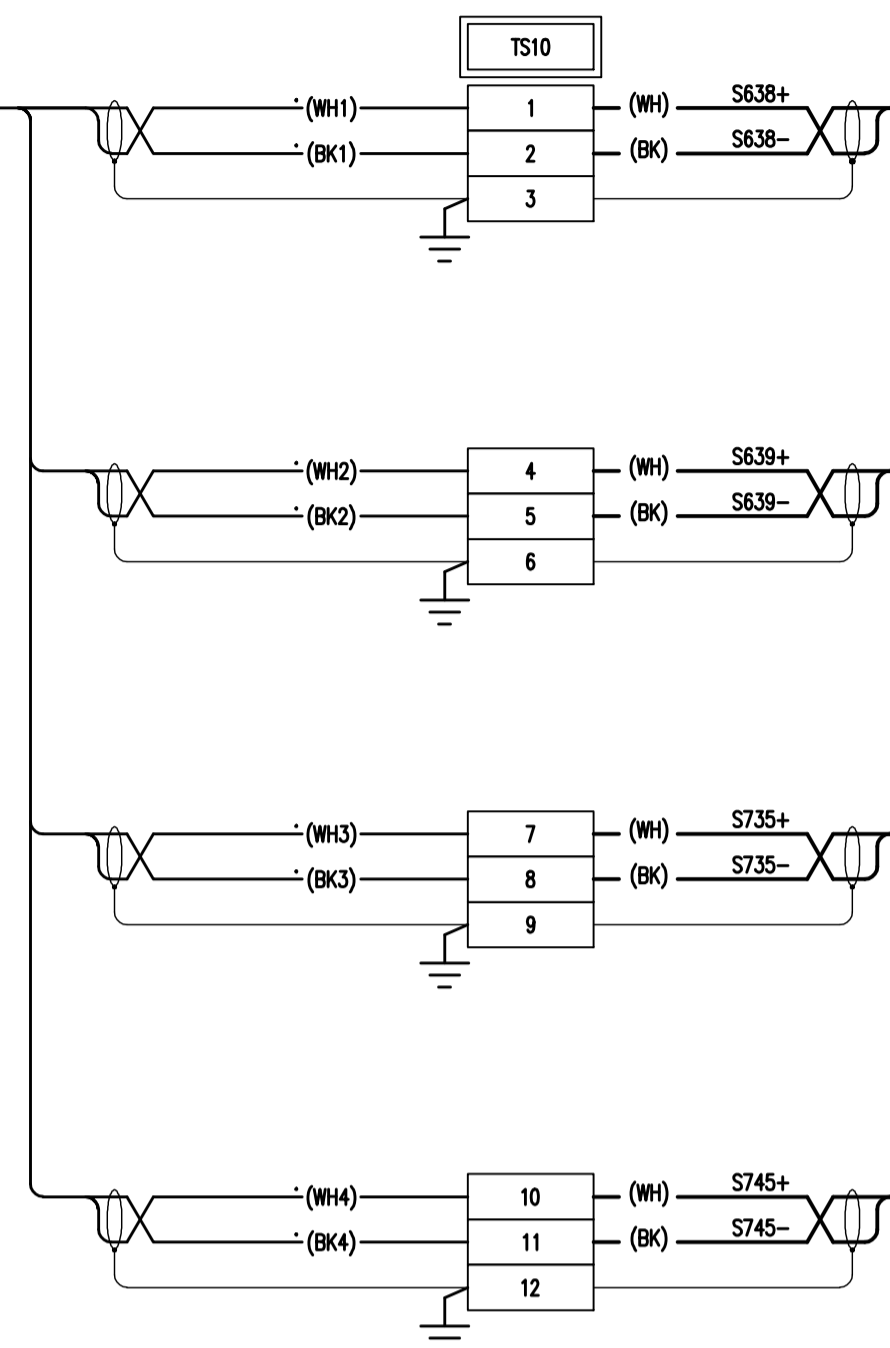 TS10
(WH1) 1 (WH) S638+
(BK1) 2 (BK) S638-
3
(WH2) 4 (WH) S639+
(BK2) 5 (BK) S639-
6
(WH3) 7 (WH) S735+
(BK3) 8 (BK) S735-
9
(WH4) 10 (WH) S745+
(BK4) 11 (BK) S745-
12